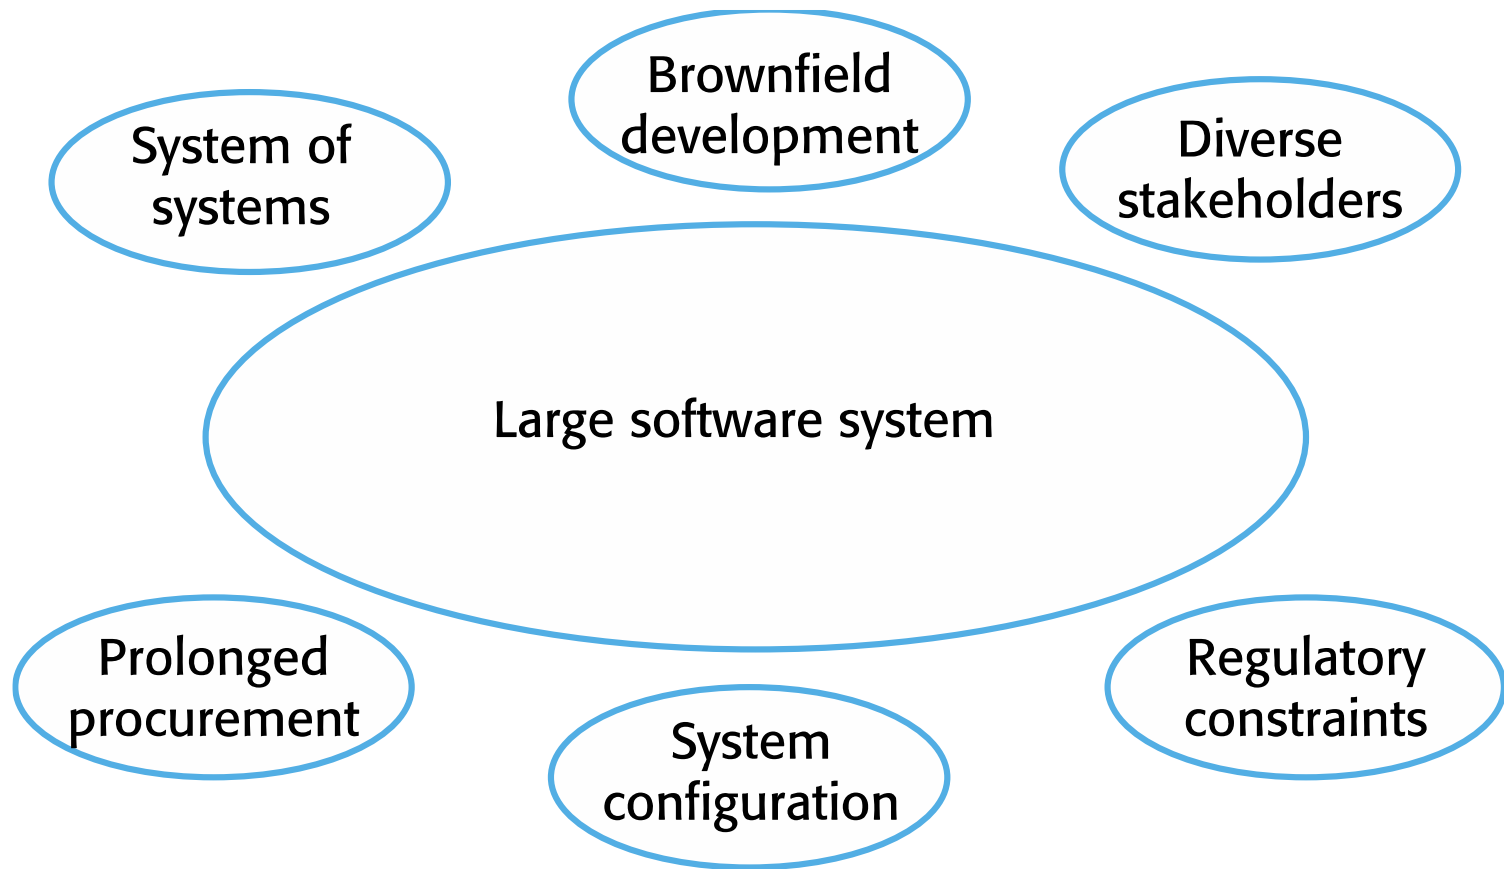 Brownfield
development
System of
systems
Diverse
stakeholders
Large software system
Prolonged
procurement
System
configuration
Regulatory
constraints